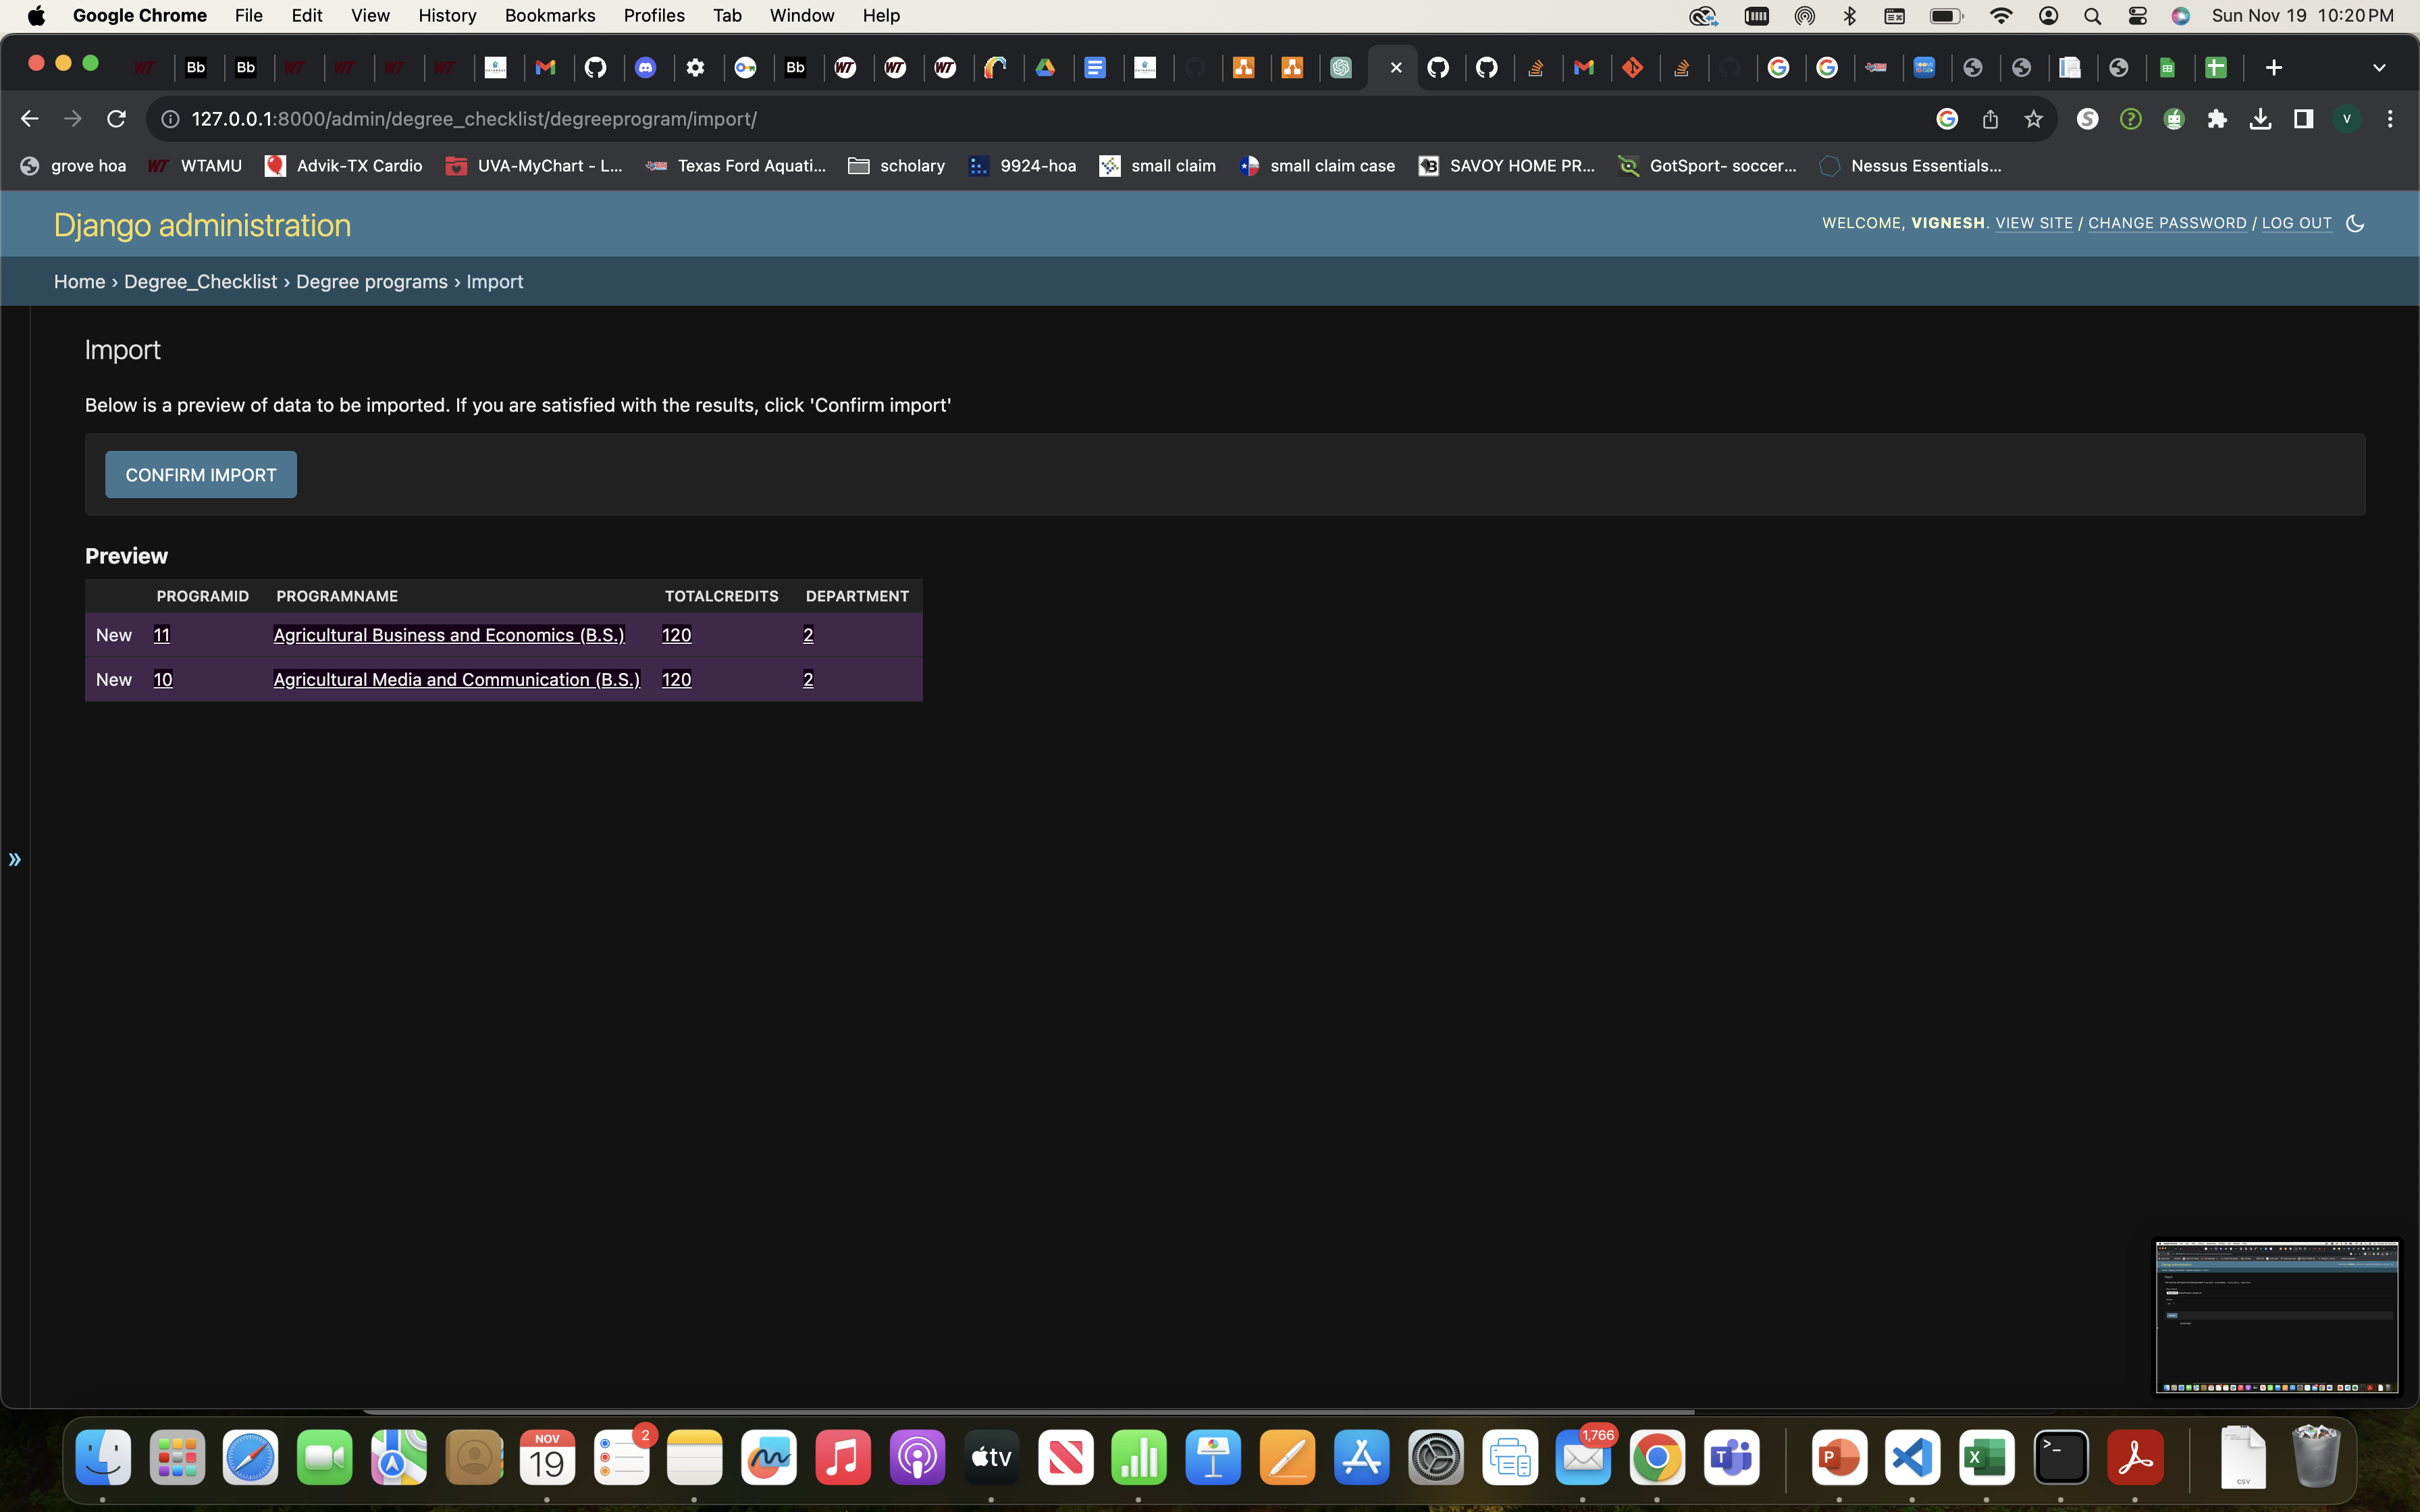 Google Chrome File Edit View History Bookmarks Profiles Tab Window Help Sun Nov 19 10:20 PM
Bb Bb Bb
127.0.0.1:8000/admin/degree_checklist/degreeprogram/import/
grove hoa WTAMU Advik-TX Cardio UVA-MyChart - L... Texas Ford Aquati... scholary 9924-hoa small claim small claim case SAVOY HOME PR... GotSport- soccer... Nessus Essentials...
Django administration WELCOME, VIGNESH. VIEW SITE / CHANGE PASSWORD / LOG OUT
Home › Degree_Checklist › Degree programs › Import
Import
Below is a preview of data to be imported. If you are satisfied with the results, click 'Confirm import'
CONFIRM IMPORT
Preview
PROGRAMID PROGRAMNAME TOTALCREDITS DEPARTMENT
New 11 Agricultural Business and Economics (B.S.) 120 2
New 10 Agricultural Media and Communication (B.S.) 120 2
»
NOV
19
2
tv
1,766
CSV